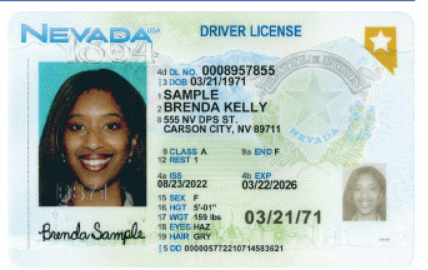 NEVADA USA
DRIVER LICENSE
4d DL NO. 0008957855
3 DOB 03/21/1971
1 SAMPLE
2 BRENDA KELLY
8 555 NV DPS ST.
CARSON CITY, NV 89711
9 CLASS A 9a END F
12 REST 1
4a ISS 4b EXP
08/23/2022 03/22/2026
15 SEX F
16 HGT 5'-01"
17 WGT 159 lbs
03/21/71
18 EYES HAZ
19 HAIR GRY
5 DD 00000577210714583621
Brenda Sample
NEVADA